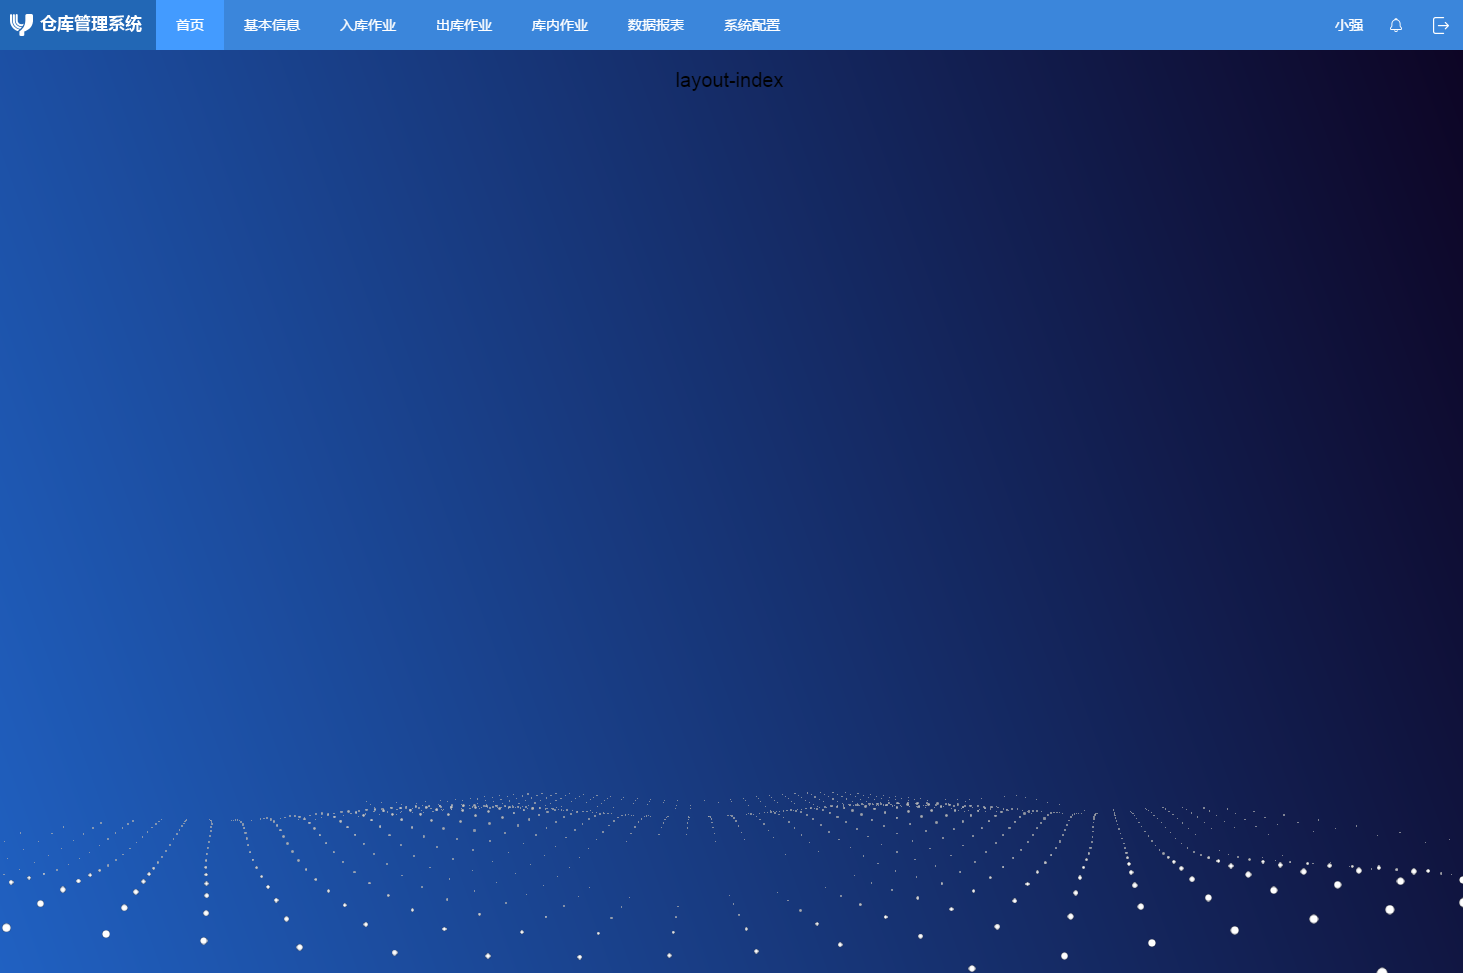 仓库管理系统 首页 基本信息 入库作业 出库作业 库内作业 数据报表 系统配置 小强
layout-index